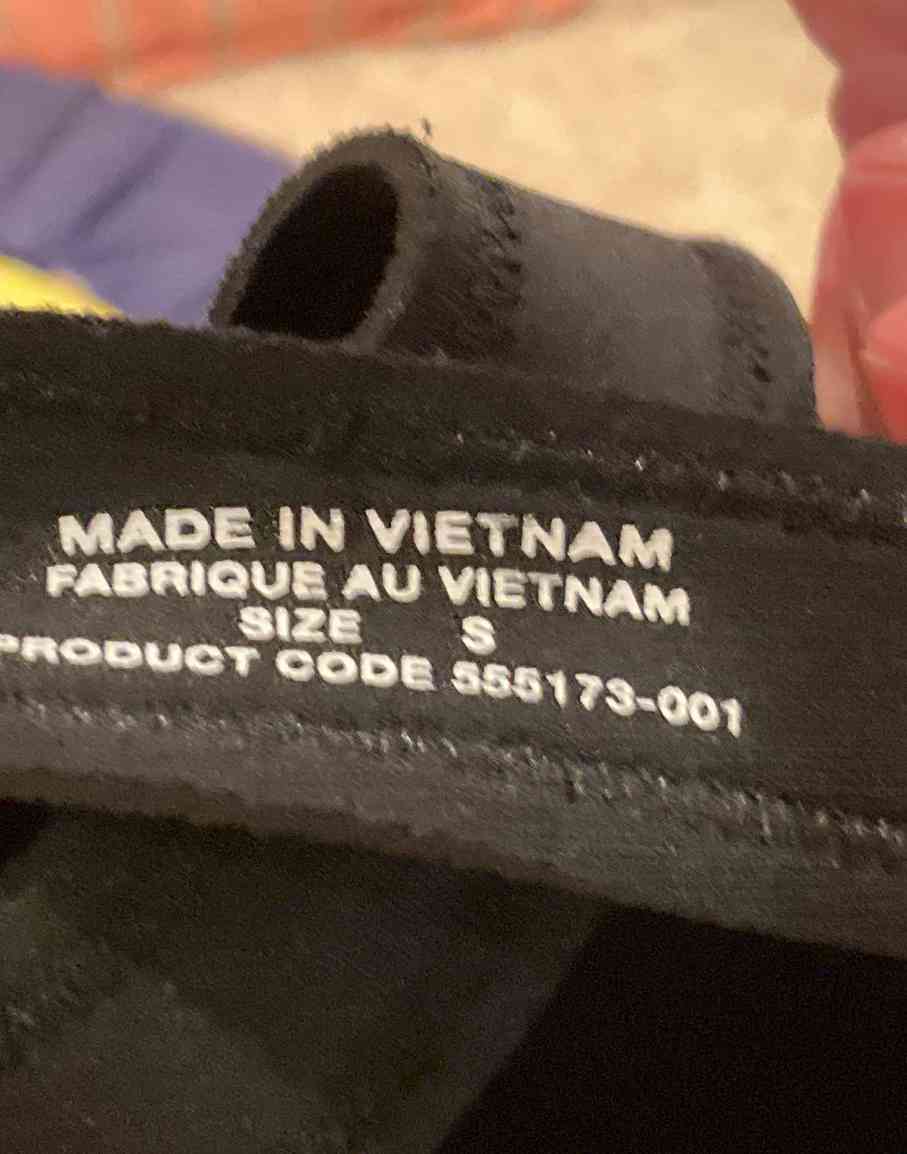 MADE IN VIETNAM
FABRIQUE AU VIETNAM
SIZE S
PRODUCT CODE 555173-001